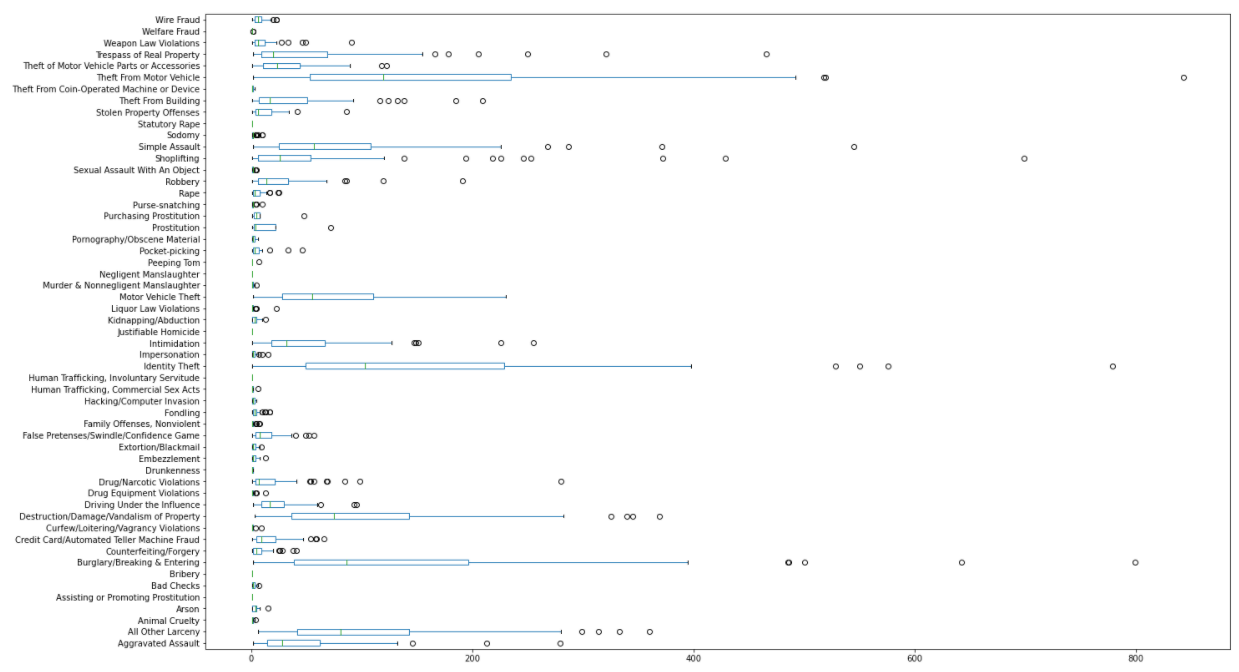 Wire Fraud
Welfare Fraud
Weapon Law Violations
Trespass of Real Property
Theft of Motor Vehicle Parts or Accessories
Theft From Motor Vehicle
Theft From Coin-Operated Machine or Device
Theft From Building
Stolen Property Offenses
Statutory Rape
Sodomy
Simple Assault
Shoplifting
Sexual Assault With An Object
Robbery
Rape
Purse-snatching
Purchasing Prostitution
Prostitution
Pornography/Obscene Material
Pocket-picking
Peeping Tom
Negligent Manslaughter
Murder & Nonnegligent Manslaughter
Motor Vehicle Theft
Liquor Law Violations
Kidnapping/Abduction
Justifiable Homicide
Intimidation
Impersonation
Identity Theft
Human Trafficking, Involuntary Servitude
Human Trafficking, Commercial Sex Acts
Hacking/Computer Invasion
Fondling
Family Offenses, Nonviolent
False Pretenses/Swindle/Confidence Game
Extortion/Blackmail
Embezzlement
Drunkenness
Drug/Narcotic Violations
Drug Equipment Violations
Driving Under the Influence
Destruction/Damage/Vandalism of Property
Curfew/Loitering/Vagrancy Violations
Credit Card/Automated Teller Machine Fraud
Counterfeiting/Forgery
Burglary/Breaking & Entering
Bribery
Bad Checks
Assisting or Promoting Prostitution
Arson
Animal Cruelty
All Other Larceny
Aggravated Assault
0 200 400 600 800